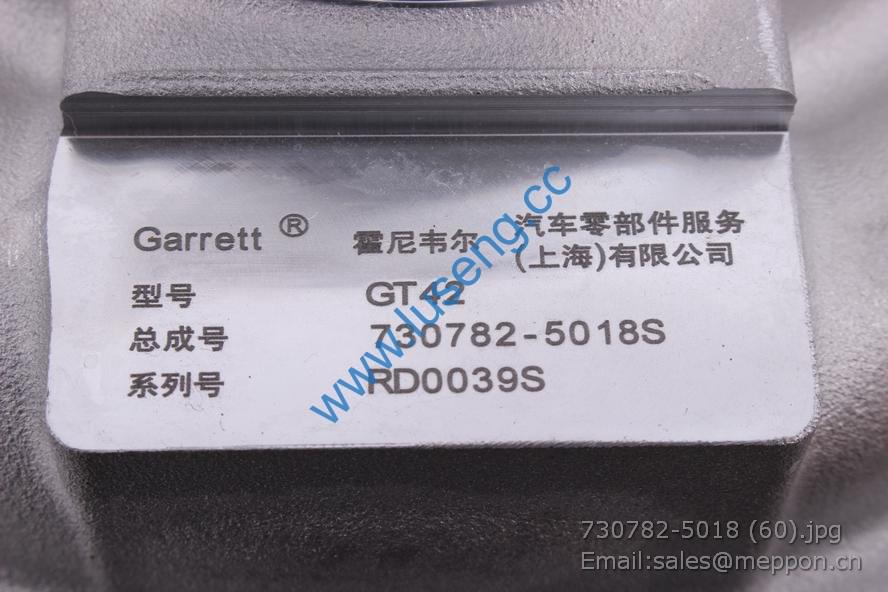 Garrett ® 霍尼韦尔 汽车零部件服务
(上海)有限公司
型号 GT42
总成号 730782-5018S
系列号 RD0039S
www.luseng.cc
730782-5018 (60).jpg
Email:sales@meppon.cn